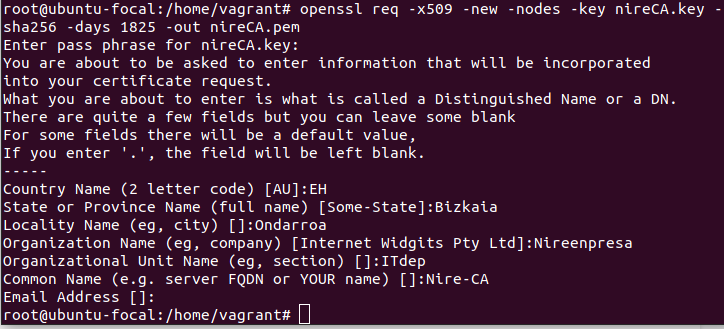 root@ubuntu-focal:/home/vagrant# openssl req -x509 -new -nodes -key nireCA.key -
sha256 -days 1825 -out nireCA.pem
Enter pass phrase for nireCA.key:
You are about to be asked to enter information that will be incorporated
into your certificate request.
What you are about to enter is what is called a Distinguished Name or a DN.
There are quite a few fields but you can leave some blank
For some fields there will be a default value,
If you enter '.', the field will be left blank.
-----
Country Name (2 letter code) [AU]:EH
State or Province Name (full name) [Some-State]:Bizkaia
Locality Name (eg, city) []:Ondarroa
Organization Name (eg, company) [Internet Widgits Pty Ltd]:Nireenpresa
Organizational Unit Name (eg, section) []:ITdep
Common Name (e.g. server FQDN or YOUR name) []:Nire-CA
Email Address []:
root@ubuntu-focal:/home/vagrant#